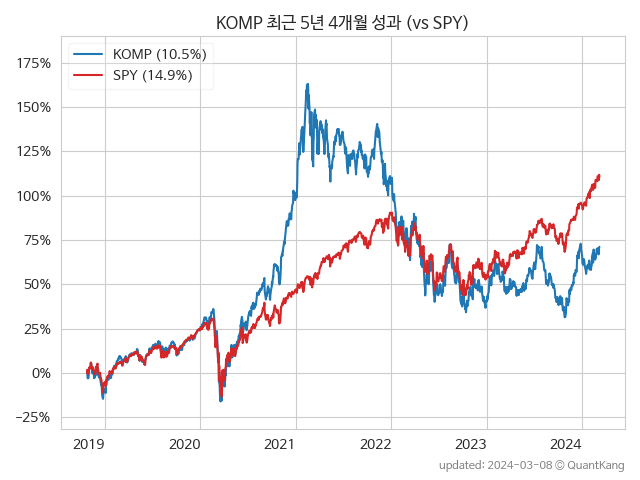 KOMP 최근 5년 4개월 성과 (vs SPY)
KOMP (10.5%)
SPY (14.9%)
175%
150%
125%
100%
75%
50%
25%
0%
−25%
2019 2020 2021 2022 2023 2024
updated: 2024-03-08 © QuantKang